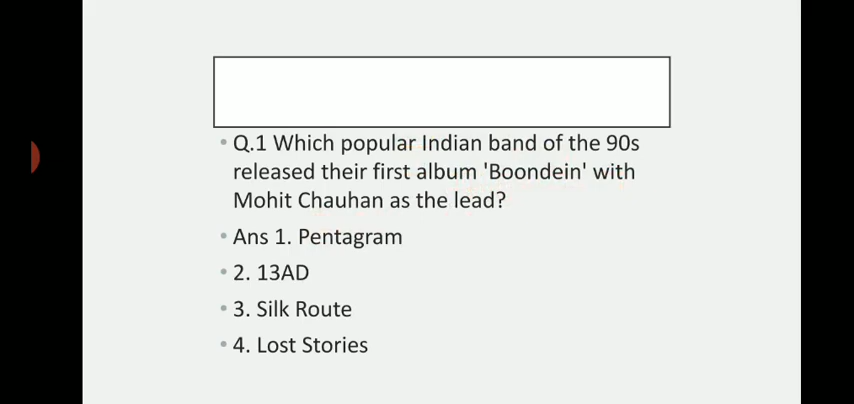 Q.1 Which popular Indian band of the 90s
released their first album 'Boondein' with
Mohit Chauhan as the lead?
Ans 1. Pentagram
2. 13AD
3. Silk Route
4. Lost Stories